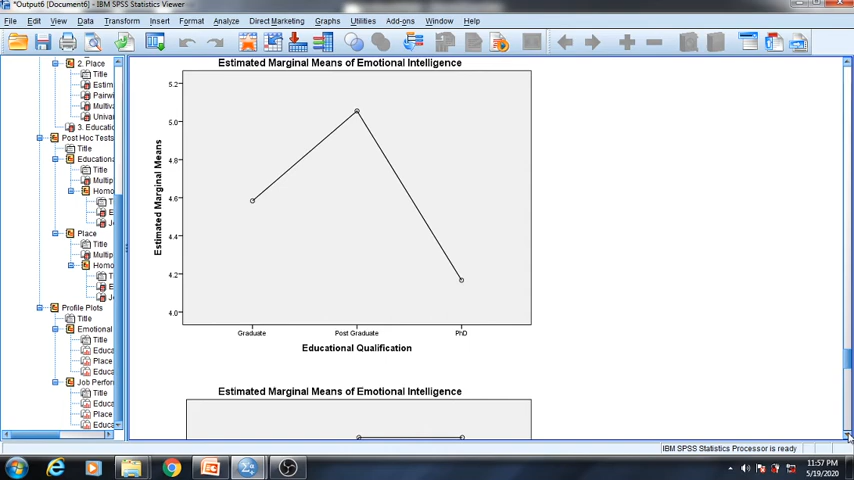 *Output6 [Document6] - IBM SPSS Statistics Viewer
File Edit View Data Transform Insert Format Analyze Direct Marketing Graphs Utilities Add-ons Window Help
2. Place
Title
Estim
Pairwi
Multiv
Univar
3. Educatio
Post Hoc Tests
Title
Educational
Title
Multip
Homo
T
E
J
Place
Title
Multip
Homo
T
E
J
Profile Plots
Title
Emotional
Title
Educa
Place
Educa
Job Perfor
Title
Educa
Place
Educa
Estimated Marginal Means of Emotional Intelligence
Estimated Marginal Means
5.2
5.0
4.8
4.6
4.4
4.2
4.0
Graduate Post Graduate PhD
Educational Qualification
Estimated Marginal Means of Emotional Intelligence
IBM SPSS Statistics Processor is ready
11:57 PM
5/19/2020